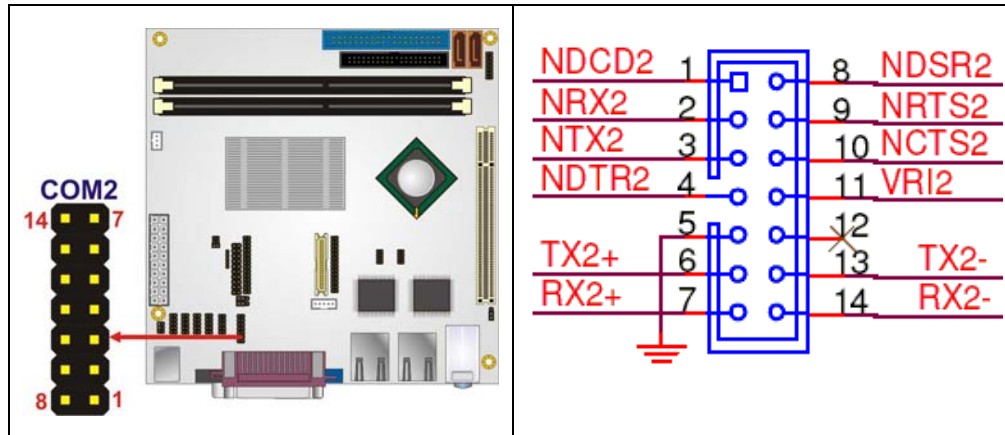 COM2
14 7
8 1
NDCD2 1 8 NDSR2
NRX2 2 9 NRTS2
NTX2 3 10 NCTS2
NDTR2 4 11 VRI2
5 12
TX2+ 6 13 TX2-
RX2+ 7 14 RX2-